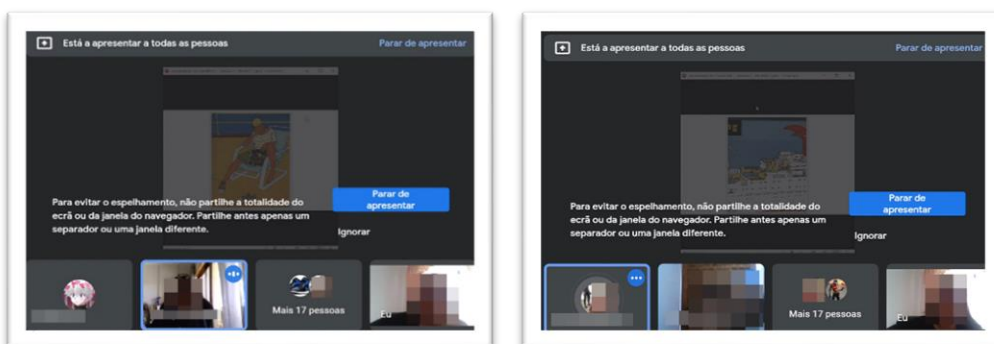 Está a apresentar a todas as pessoas
Parar de apresentar
Para evitar o espelhamento, não partilhe a totalidade do
ecrã ou da janela do navegador. Partilhe antes apenas um
separador ou uma janela diferente.
Parar de
apresentar
Ignorar
Mais 17 pessoas
Eu
Está a apresentar a todas as pessoas
Parar de apresentar
Para evitar o espelhamento, não partilhe a totalidade do
ecrã ou da janela do navegador. Partilhe antes apenas um
separador ou uma janela diferente.
Parar de
apresentar
Ignorar
Mais 17 pessoas
Eu